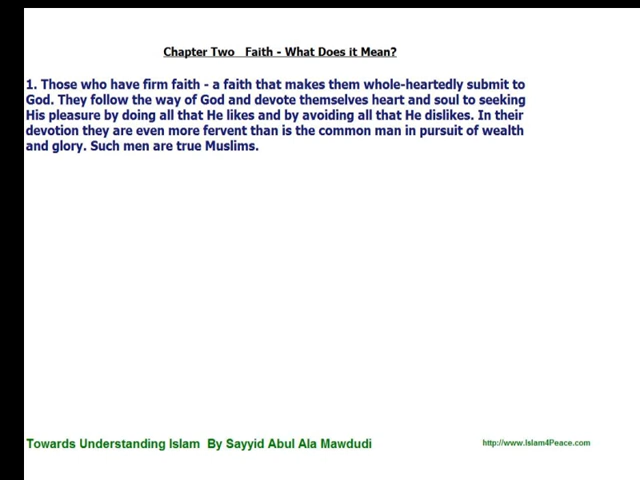 Chapter Two   Faith - What Does it Mean?
1. Those who have firm faith - a faith that makes them whole-heartedly submit to
God. They follow the way of God and devote themselves heart and soul to seeking
His pleasure by doing all that He likes and by avoiding all that He dislikes. In their
devotion they are even more fervent than is the common man in pursuit of wealth
and glory. Such men are true Muslims.
Towards Understanding Islam  By Sayyid Abul Ala Mawdudi
http://www.Islam4Peace.com